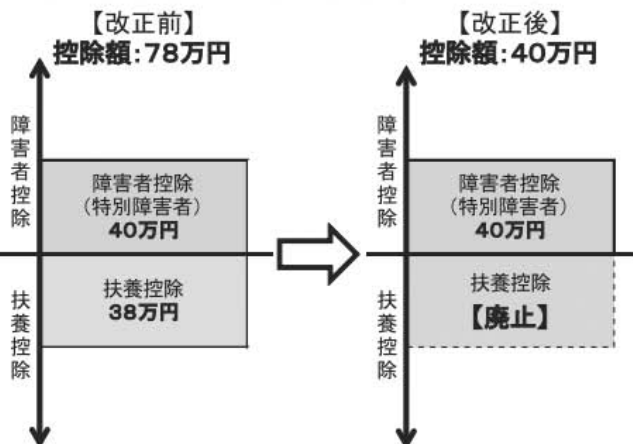 【改正前】
控除額:78万円
障害者控除
障害者控除
(特別障害者)
40万円
扶養控除
扶養控除
38万円
【改正後】
控除額:40万円
障害者控除
障害者控除
(特別障害者)
40万円
扶養控除
扶養控除
【廃止】